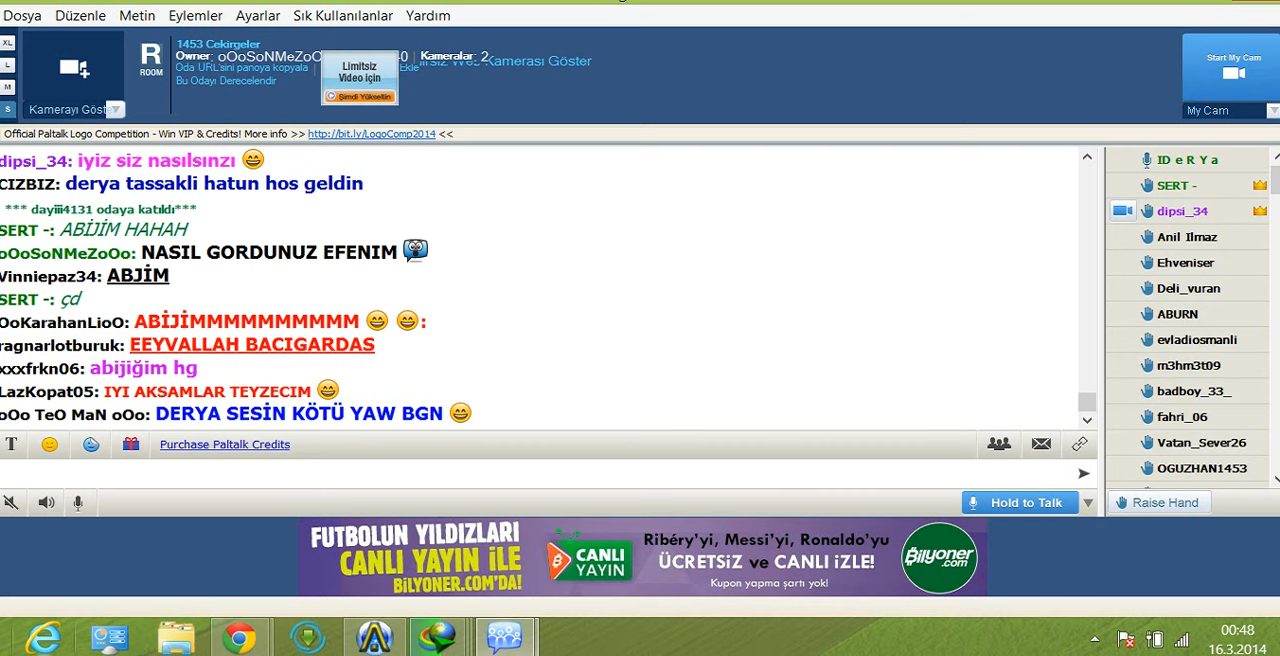 Dosya Düzenle Metin Eylemler Ayarlar Sık Kullanılanlar Yardım
XL
L
M
S
Kamerayı Göst
R
ROOM
1453 Cekirgeler
Owner: oOoSoNMeZoO 40 | Kameralar: 2
Oda URL'sini panoya kopyala | Ekle Kamerası Göster
Bu Odayı Derecelendir
Limitsiz
Video için
Şimdi Yükseltin
Start My Cam
My Cam
Official Paltalk Logo Competition - Win VIP & Credits! More info >> http://bit.ly/LogoComp2014 <<
dipsi_34: iyiz siz nasılsınzı
CIZBIZ: derya tassakli hatun hos geldin
*** dayiii4131 odaya katıldı***
SERT -: ABİJİM HAHAH
oOoSoNMeZoOo: NASIL GORDUNUZ EFENIM
Vinniepaz34: ABJİM
SERT -: çd
OoKarahanLioO: ABİJİMMMMMMMMMM :
ragnarlotburuk: EEYVALLAH BACIGARDAS
xxxfrkn06: abijiğim hg
LazKopat05: IYI AKSAMLAR TEYZECIM
oOo TeO MaN oOo: DERYA SESİN KÖTÜ YAW BGN
ID e R Y a
SERT -
dipsi_34
Anil Ilmaz
Ehveniser
Deli_vuran
ABURN
evladiosmanli
m3hm3t09
badboy_33_
fahri_06
Vatan_Sever26
OGUZHAN1453
T
Purchase Paltalk Credits
Hold to Talk
Raise Hand
FUTBOLUN YILDIZLARI
CANLI YAYIN İLE
BİLYONER.COM'DA!
CANLI
YAYIN
Ribéry'yi, Messi'yi, Ronaldo'yu
ÜCRETSİZ ve CANLI İZLE!
Kupon yapma şartı yok!
Bilyoner
.com
00:48
16.3.2014